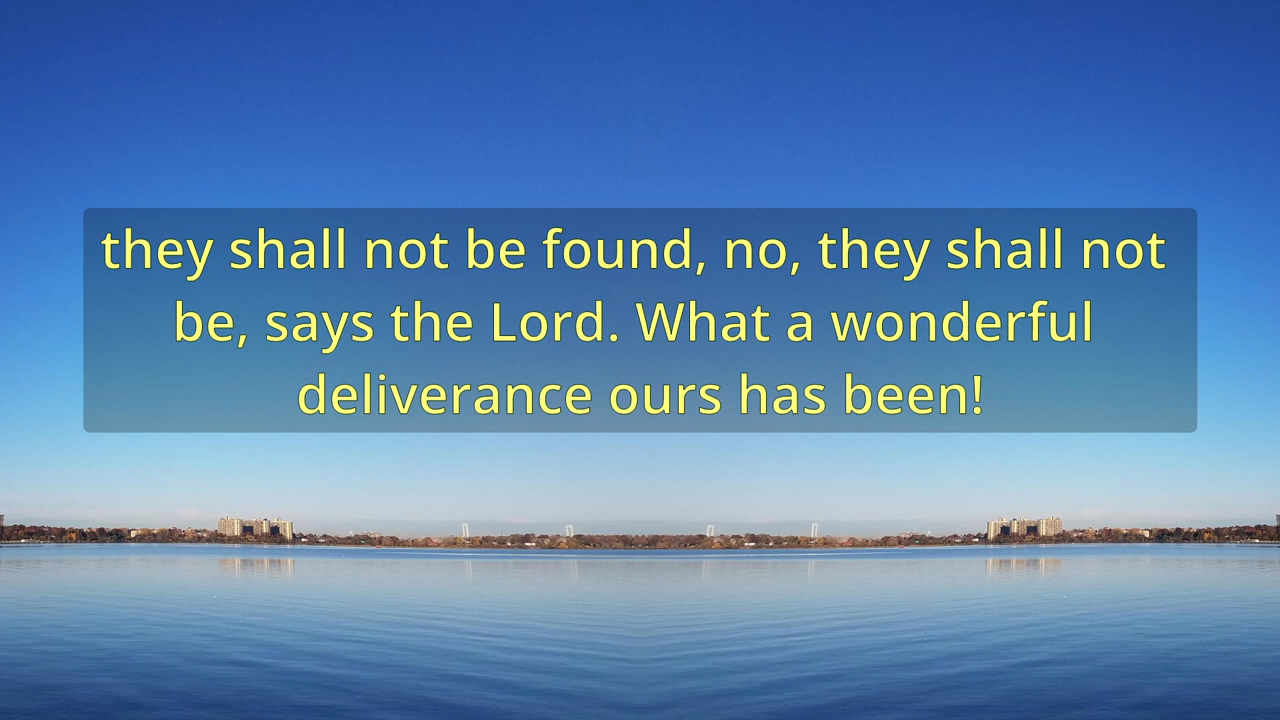 they shall not be found, no, they shall not
be, says the Lord. What a wonderful
deliverance ours has been!